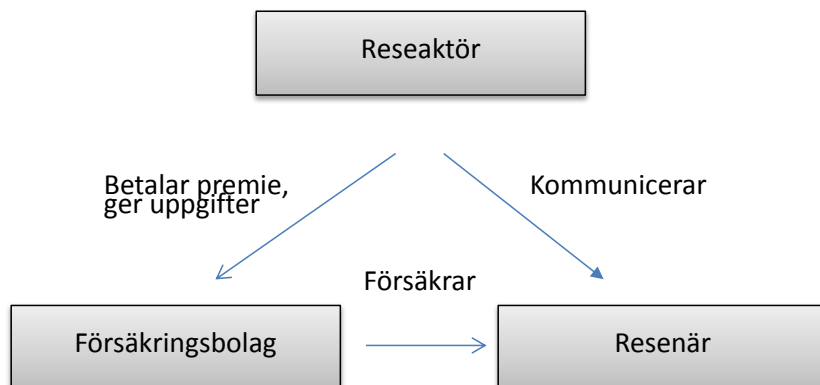 Reseaktör
Betalar premie,
ger uppgifter
Kommunicerar
Försäkrar
Försäkringsbolag
Resenär